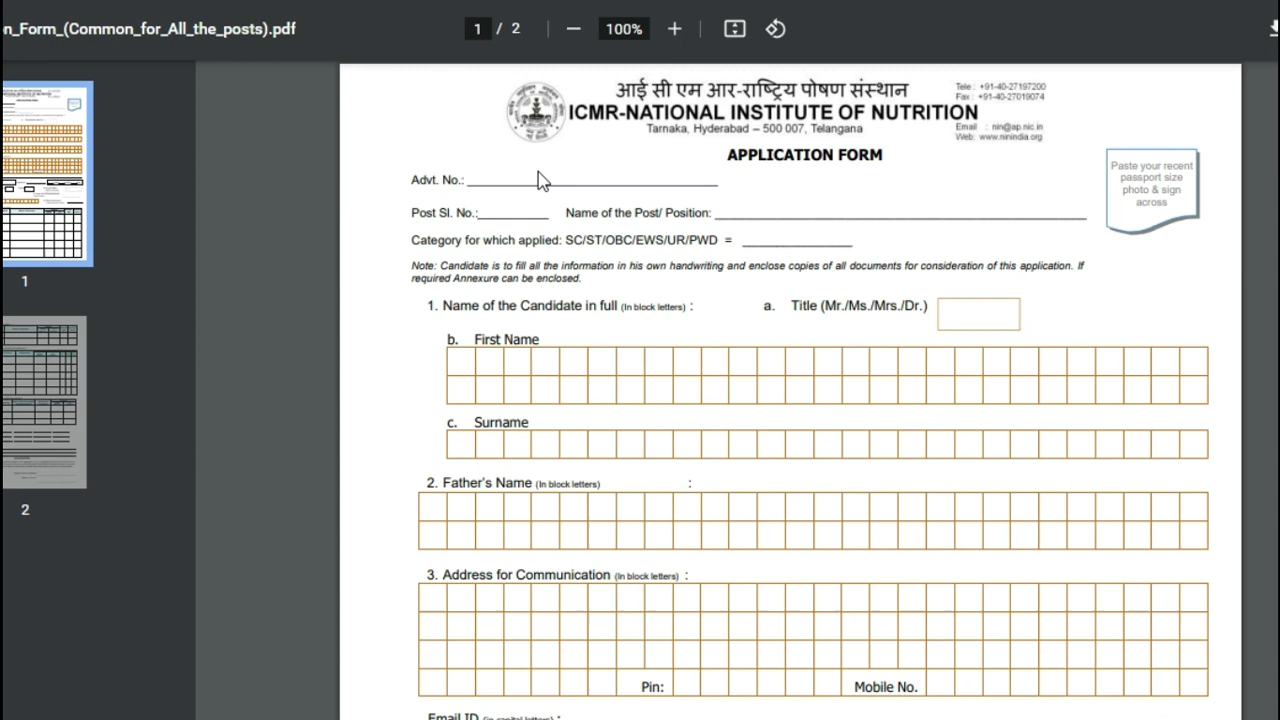 n_Form_(Common_for_All_the_posts).pdf
1 / 2
100%
आई सी एम आर-राष्ट्रिय पोषण संस्थान
ICMR-NATIONAL INSTITUTE OF NUTRITION
Tarnaka, Hyderabad – 500 007, Telangana
Tele : +91-40-27197200
Fax : +91-40-27019074
Email : nin@ap.nic.in
Web: www.ninindia.org
APPLICATION FORM
Paste your recent
passport size
photo & sign
across
Advt. No.:
Post Sl. No.: Name of the Post/ Position:
Category for which applied: SC/ST/OBC/EWS/UR/PWD =
Note: Candidate is to fill all the information in his own handwriting and enclose copies of all documents for consideration of this application. If
required Annexure can be enclosed.
1. Name of the Candidate in full (In block letters) : a. Title (Mr./Ms./Mrs./Dr.)
b. First Name
c. Surname
2. Father's Name (In block letters) :
3. Address for Communication (In block letters) :
Pin: Mobile No.
Email ID (in capital letters) :
1
2